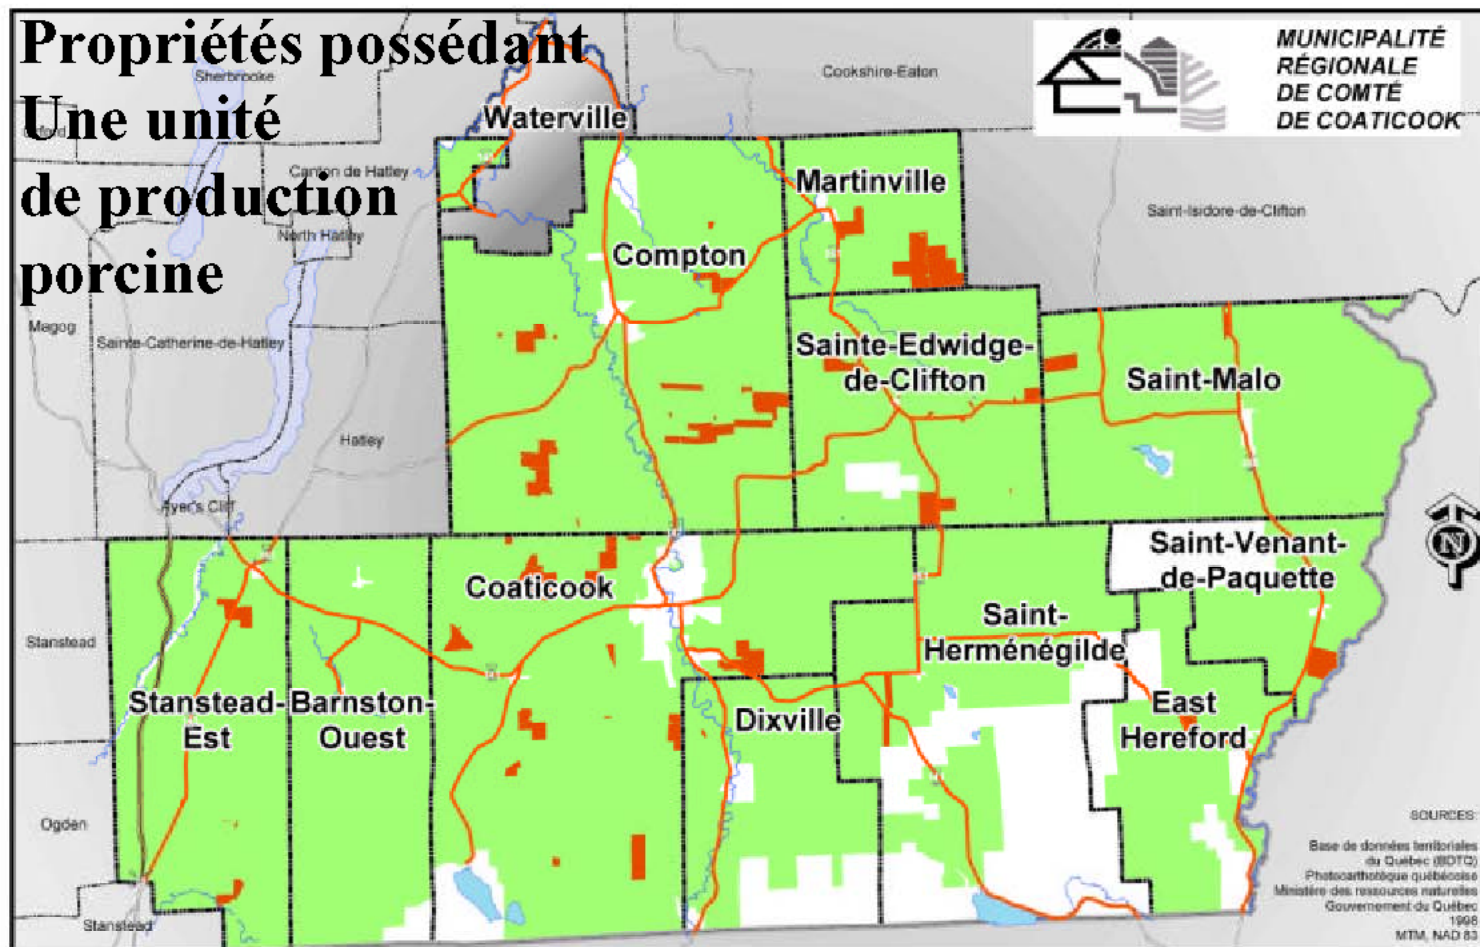 Propriétés possédant
Une unité
de production
porcine
MUNICIPALITÉ
RÉGIONALE
DE COMTÉ
DE COATICOOK
Sherbrooke
Cookshire-Eaton
Waterville
Canton de Hatley
Martinville
Saint-Isidore-de-Clifton
North Hatley
Compton
Magog
Sainte-Catherine-de-Hatley
Sainte-Edwidge-
de-Clifton
Saint-Malo
Hatley
Ayer's Cliff
N
Saint-Venant-
de-Paquette
Coaticook
Saint-
Herménégilde
Stanstead
Stanstead-
Est
Barnston-
Ouest
Dixville
East
Hereford
Ogden
Stanstead
SOURCES:
Base de données territoriales
du Québec (BDTQ)
Photocarthotèque québécoise
Ministère des ressources naturelles
Gouvernement du Québec
1998
MTM, NAD 83